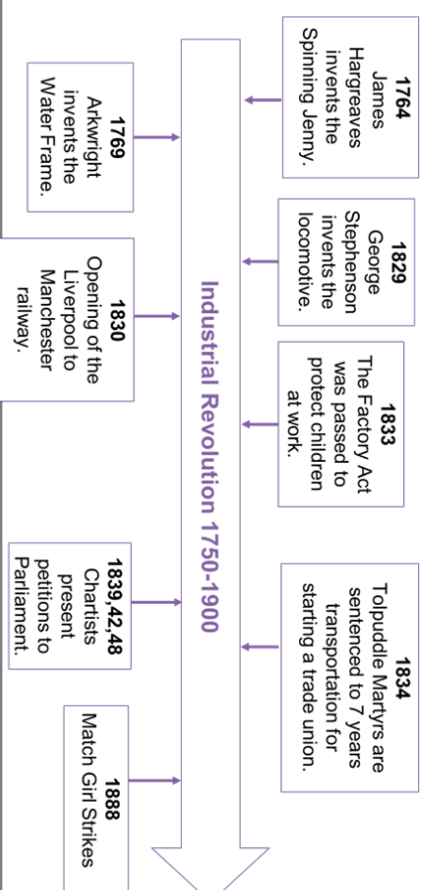 1764
James
Hargreaves
invents the
Spinning Jenny.
1829
George
Stephenson
invents the
locomotive.
1833
The Factory Act
was passed to
protect children
at work.
1834
Tolpuddle Martyrs are
sentenced to 7 years
transportation for
starting a trade union.
Industrial Revolution 1750-1900
1769
Arkwright
invents the
Water Frame.
1830
Opening of the
Liverpool to
Manchester
railway.
1839,42,48
Chartists
present
petitions to
Parliament.
1888
Match Girl Strikes